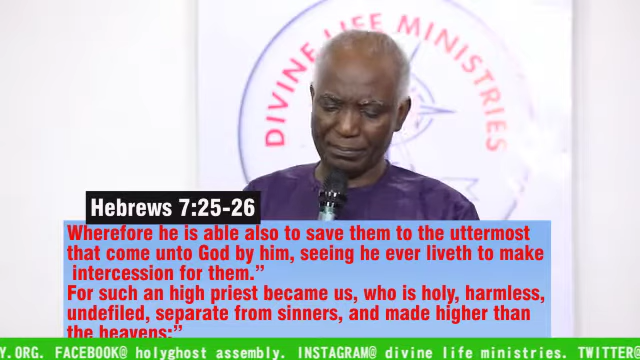 DIVINE LIFE MINISTRIES
Hebrews 7:25-26
Wherefore he is able also to save them to the uttermost
that come unto God by him, seeing he ever liveth to make
intercession for them.”
For such an high priest became us, who is holy, harmless,
undefiled, separate from sinners, and made higher than
the heavens;”
Y.ORG. FACEBOOK@ holyghost assembly. INSTAGRAM@ divine life ministries. TWITTER@